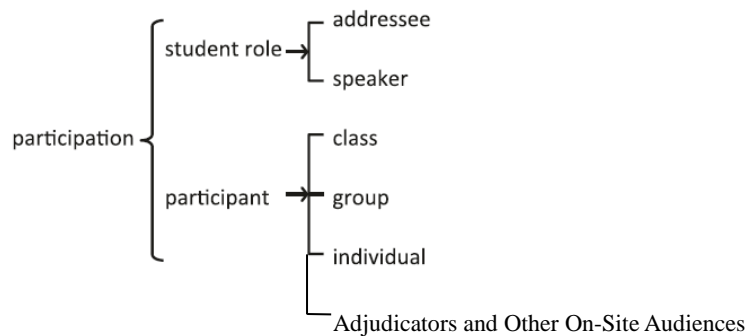 addressee
student role
speaker
participation
class
participant
group
individual
Adjudicators and Other On-Site Audiences